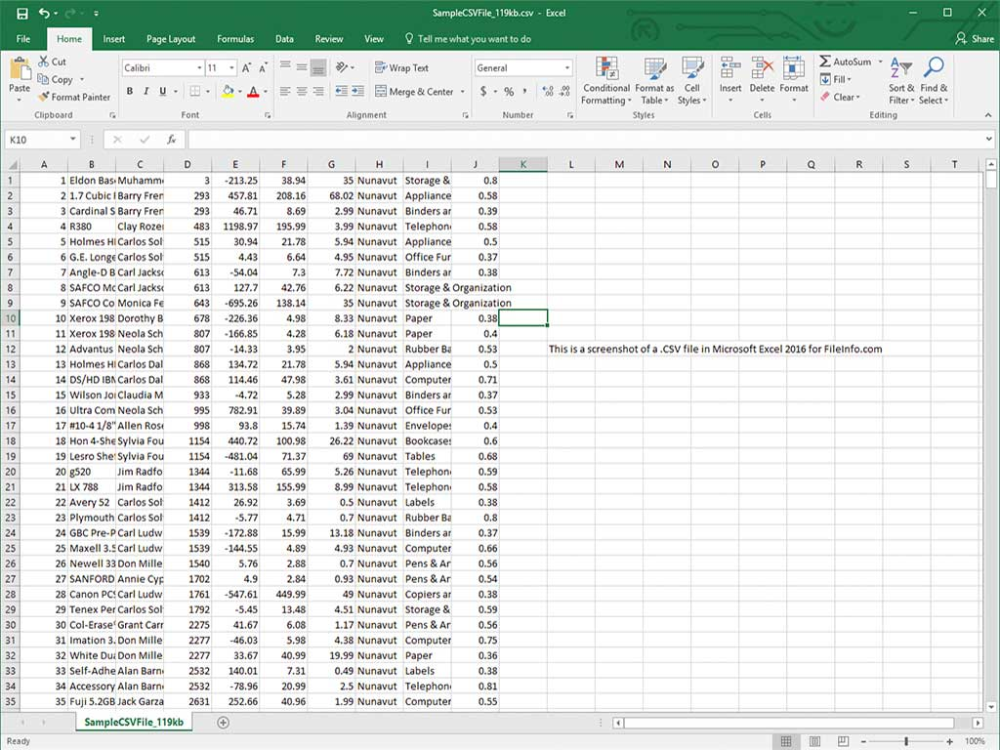 SampleCSVFile_119kb.csv - Excel
File Home Insert Page Layout Formulas Data Review View Tell me what you want to do Share
Paste Cut Copy Format Painter Clipboard
Calibri 11 B I U A Font
Wrap Text Merge & Center Alignment
General $ % , Number
Conditional Formatting Format as Table Cell Styles Styles
Insert Delete Format Cells
AutoSum Fill Clear Sort & Filter Find & Select Editing
K10 fx
A B C D E F G H I J K L M N O P Q R S T
1 1 Eldon Bas Muhamm 3 -213.25 38.94 35 Nunavut Storage & 0.8
2 2 1.7 Cubic Barry Fren 293 457.81 208.16 68.02 Nunavut Appliance 0.58
3 3 Cardinal S Barry Fren 293 46.71 8.69 2.99 Nunavut Binders ar 0.39
4 4 R380 Clay Rozer 483 1198.97 195.99 3.99 Nunavut Telephon 0.58
5 5 Holmes H Carlos Sol 515 30.94 21.78 5.94 Nunavut Appliance 0.5
6 6 G.E. Longe Carlos Sol 515 4.43 6.64 4.95 Nunavut Office Fur 0.37
7 7 Angle-D B Carl Jackso 613 -54.04 7.3 7.72 Nunavut Binders ar 0.38
8 8 SAFCO Mo Carl Jackso 613 127.7 42.76 6.22 Nunavut Storage & Organization
9 9 SAFCO Co Monica Fe 643 -695.26 138.14 35 Nunavut Storage & Organization
10 10 Xerox 198 Dorothy B 678 -226.36 4.98 8.33 Nunavut Paper 0.38
11 11 Xerox 198 Neola Sch 807 -166.85 4.28 6.18 Nunavut Paper 0.4
12 12 Advantus Neola Sch 807 -14.33 3.95 2 Nunavut Rubber Ba 0.53 This is a screenshot of a .CSV file in Microsoft Excel 2016 for FileInfo.com
13 13 Holmes H Carlos Dal 868 134.72 21.78 5.94 Nunavut Appliance 0.5
14 14 DS/HD IBM Carlos Dal 868 114.46 47.98 3.61 Nunavut Computer 0.71
15 15 Wilson Jo Claudia M 933 -4.72 5.28 2.99 Nunavut Binders ar 0.37
16 16 Ultra Com Neola Sch 995 782.91 39.89 3.04 Nunavut Office Fur 0.53
17 17 #10-4 1/8" Allen Rose 998 93.8 15.74 1.39 Nunavut Envelopes 0.4
18 18 Hon 4-She Sylvia Fou 1154 440.72 100.98 26.22 Nunavut Bookcases 0.6
19 19 Lesro She Sylvia Fou 1154 -481.04 71.37 69 Nunavut Tables 0.68
20 20 g520 Jim Radfo 1344 -11.68 65.99 5.26 Nunavut Telephon 0.59
21 21 LX 788 Jim Radfo 1344 313.58 155.99 8.99 Nunavut Telephon 0.58
22 22 Avery 52 Carlos Sol 1412 26.92 3.69 0.5 Nunavut Labels 0.38
23 23 Plymouth Carlos Sol 1412 -5.77 4.71 0.7 Nunavut Rubber Ba 0.8
24 24 GBC Pre-P Carl Ludw 1539 -172.88 15.99 13.18 Nunavut Binders ar 0.37
25 25 Maxell 3.5 Carl Ludw 1539 -144.55 4.89 4.93 Nunavut Computer 0.66
26 26 Newell 33 Don Mille 1540 5.76 2.88 0.7 Nunavut Pens & Ar 0.56
27 27 SANFORD Annie Cyp 1702 4.9 2.84 0.93 Nunavut Pens & Ar 0.54
28 28 Canon PC Carl Ludw 1761 -547.61 449.99 49 Nunavut Copiers ar 0.38
29 29 Tenex Per Carlos Sol 1792 -5.45 13.48 4.51 Nunavut Storage & 0.59
30 30 Col-Erase Grant Carr 2275 41.67 6.08 1.17 Nunavut Pens & Ar 0.56
31 31 Imation 3. Don Mille 2277 -46.03 5.98 4.38 Nunavut Computer 0.75
32 32 White Dua Don Mille 2277 33.67 40.99 19.99 Nunavut Paper 0.36
33 33 Self-Adhe Alan Barn 2532 140.01 7.31 0.49 Nunavut Labels 0.38
34 34 Accessory Alan Barn 2532 -78.96 20.99 2.5 Nunavut Telephon 0.81
35 35 Fuji 5.2GB Jack Garza 2631 252.66 40.96 1.99 Nunavut Computer 0.55
SampleCSVFile_119kb
Ready 100%